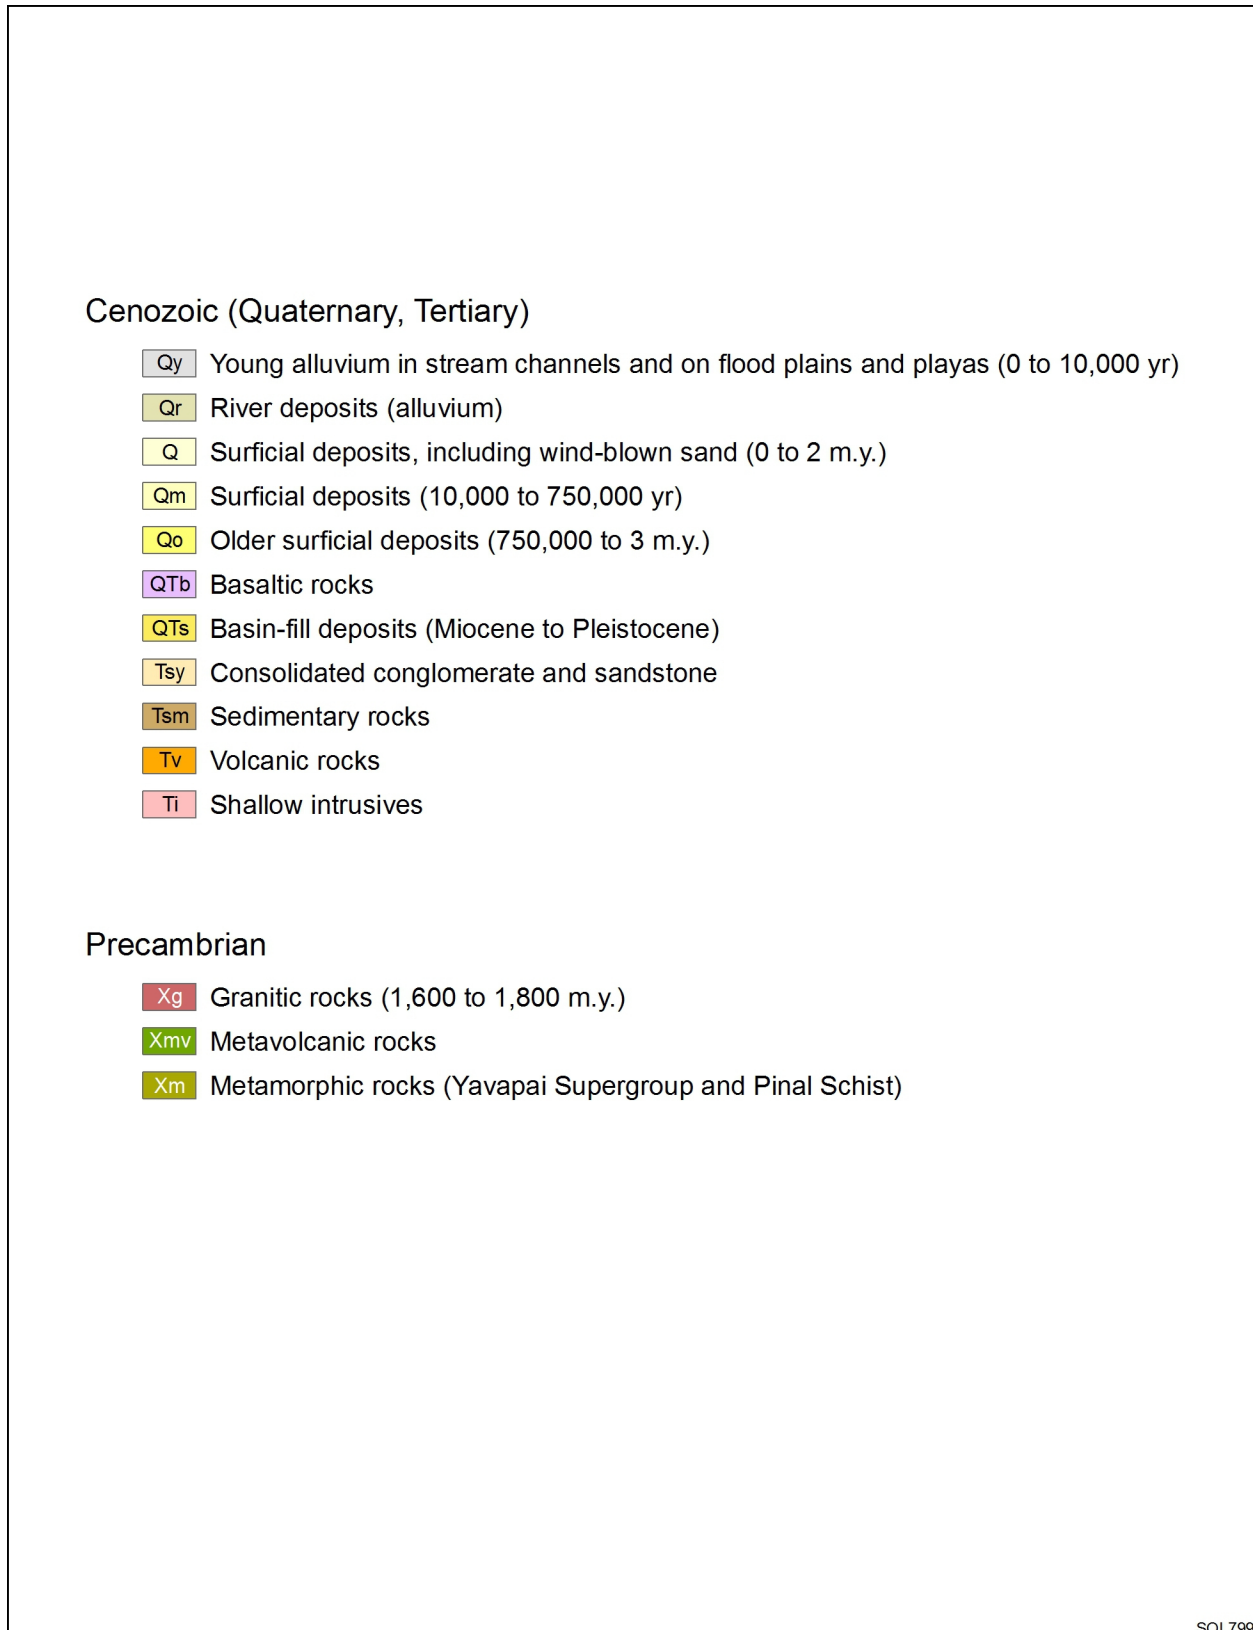 Cenozoic (Quaternary, Tertiary)
Qy Young alluvium in stream channels and on flood plains and playas (0 to 10,000 yr)
Qr River deposits (alluvium)
Q Surficial deposits, including wind-blown sand (0 to 2 m.y.)
Qm Surficial deposits (10,000 to 750,000 yr)
Qo Older surficial deposits (750,000 to 3 m.y.)
QTb Basaltic rocks
QTs Basin-fill deposits (Miocene to Pleistocene)
Tsy Consolidated conglomerate and sandstone
Tsm Sedimentary rocks
Tv Volcanic rocks
Ti Shallow intrusives
Precambrian
Xg Granitic rocks (1,600 to 1,800 m.y.)
Xmv Metavolcanic rocks
Xm Metamorphic rocks (Yavapai Supergroup and Pinal Schist)